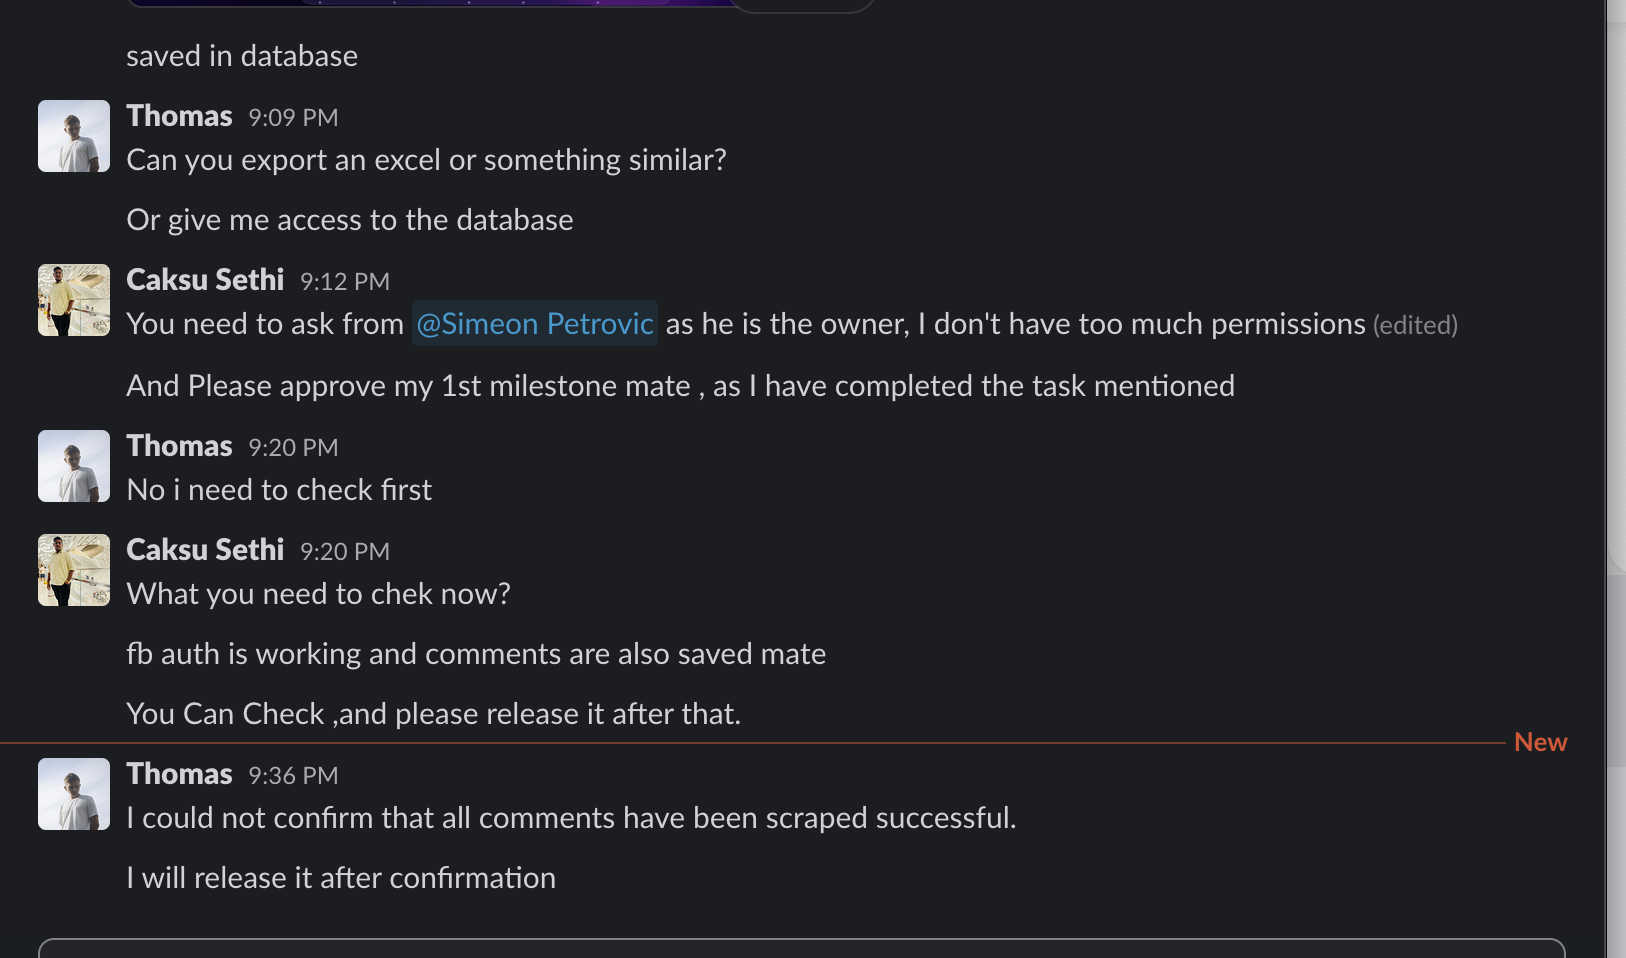 saved in database
Thomas 9:09 PM
Can you export an excel or something similar?
Or give me access to the database
Caksu Sethi 9:12 PM
You need to ask from @Simeon Petrovic as he is the owner, I don't have too much permissions (edited)
And Please approve my 1st milestone mate , as I have completed the task mentioned
Thomas 9:20 PM
No i need to check first
Caksu Sethi 9:20 PM
What you need to chek now?
fb auth is working and comments are also saved mate
You Can Check ,and please release it after that.
New
Thomas 9:36 PM
I could not confirm that all comments have been scraped successful.
I will release it after confirmation